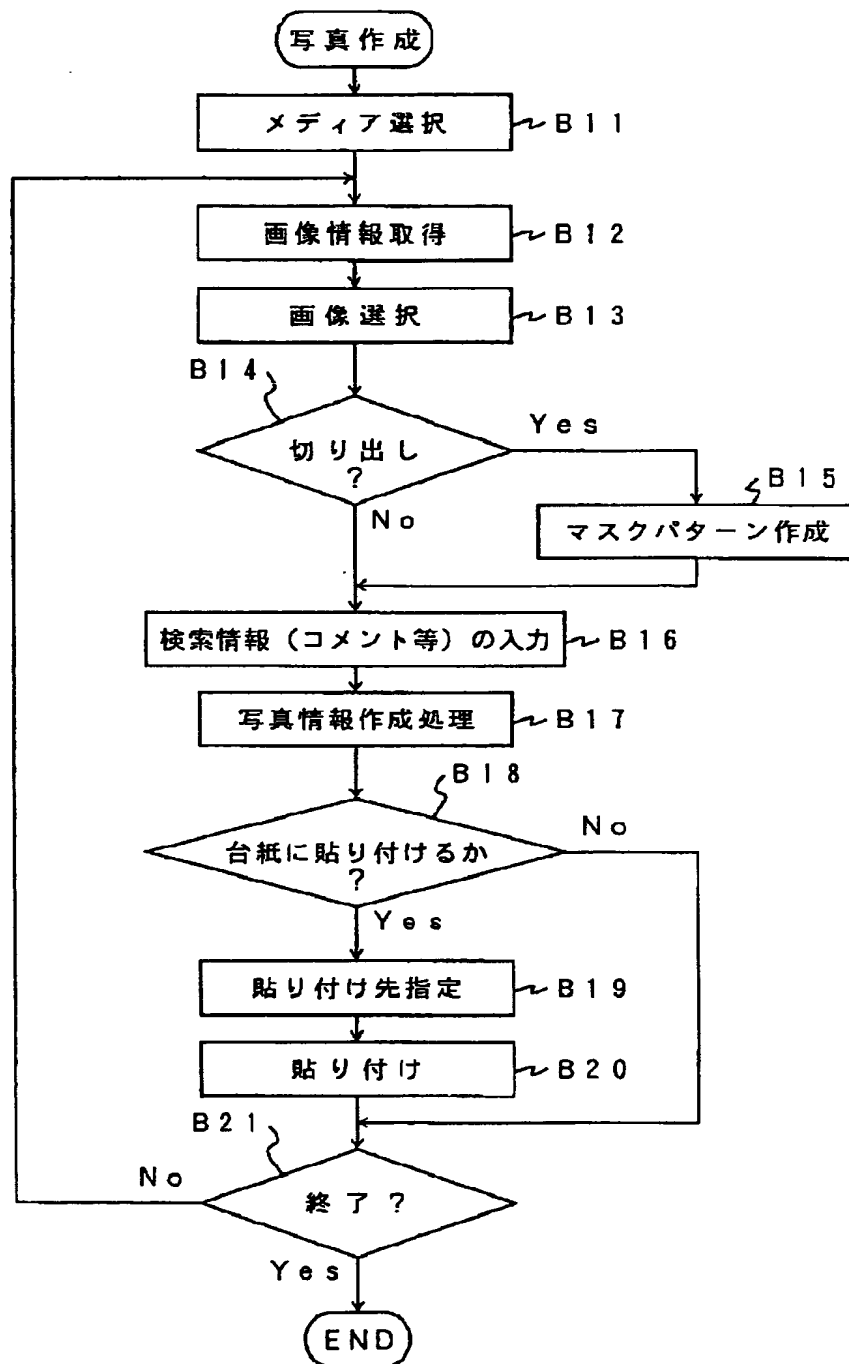 写真作成
メディア選択 B11
画像情報取得 B12
画像選択 B13
B14
切り出し
?
Yes
No
B15
マスクパターン作成
検索情報(コメント等)の入力 B16
写真情報作成処理 B17
B18
台紙に貼り付けるか
?
No
Yes
貼り付け先指定 B19
貼り付け B20
B21
No
終了?
Yes
END